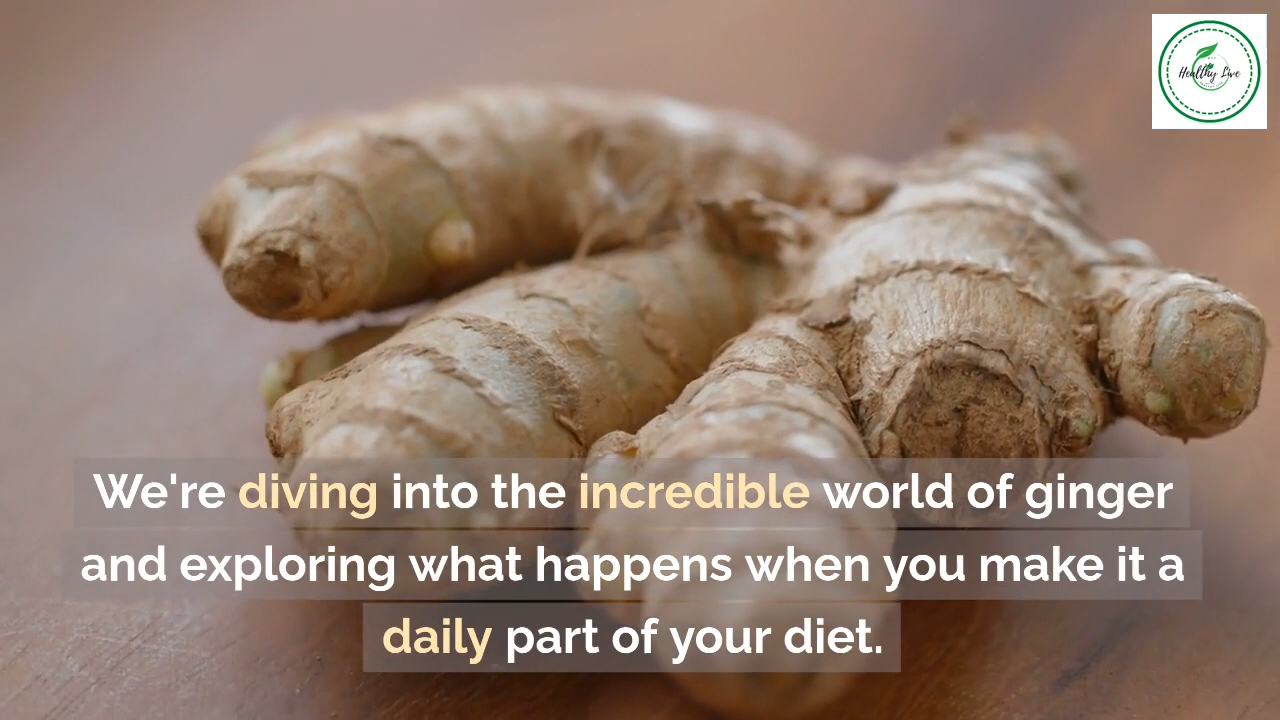 Healthy Live
We're diving into the incredible world of ginger
and exploring what happens when you make it a
daily part of your diet.